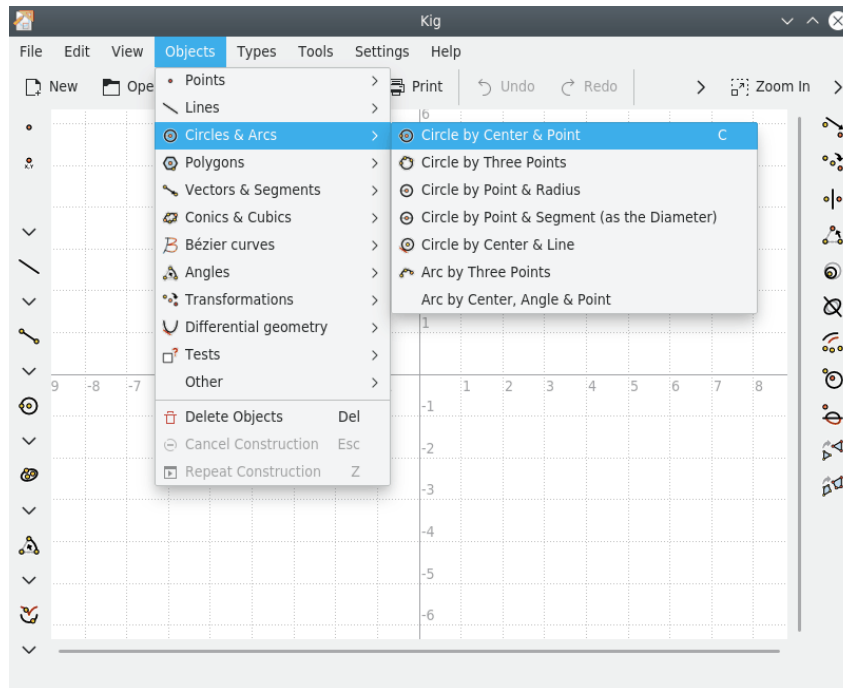 Kig
File Edit View Objects Types Tools Settings Help
New Ope Print Undo Redo Zoom In
Points
Lines
Circles & Arcs
Polygons
Vectors & Segments
Conics & Cubics
Bézier curves
Angles
Transformations
Differential geometry
Tests
Other
Delete Objects Del
Cancel Construction Esc
Repeat Construction Z
Circle by Center & Point C
Circle by Three Points
Circle by Point & Radius
Circle by Point & Segment (as the Diameter)
Circle by Center & Line
Arc by Three Points
Arc by Center, Angle & Point
x,y
6
1
9 -8 -7 1 2 3 4 5 6 7 8
-1
-2
-3
-4
-5
-6